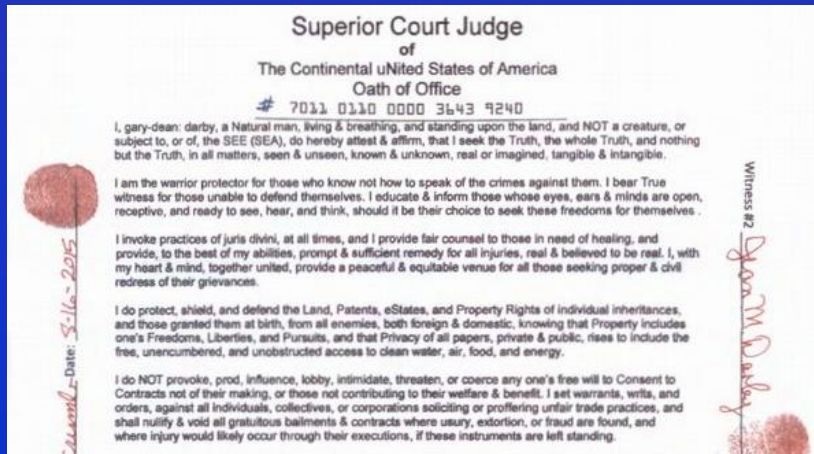 Superior Court Judge
of
The Continental uNited States of America
Oath of Office
# 7011 0110 0000 3643 9240
I, gary-dean: darby, a Natural man, living & breathing, and standing upon the land, and NOT a creature, or
subject to, or of, the SEE (SEA), do hereby attest & affirm, that I seek the Truth, the whole Truth, and nothing
but the Truth, in all matters, seen & unseen, known & unknown, real or imagined, tangible & intangible.
I am the warrior protector for those who know not how to speak of the crimes against them. I bear True
witness for those unable to defend themselves. I educate & inform those whose eyes, ears & minds are open,
receptive, and ready to see, hear, and think, should it be their choice to seek these freedoms for themselves .
I invoke practices of juris divini, at all times, and I provide fair counsel to those in need of healing, and
provide, to the best of my abilities, prompt & sufficient remedy for all injuries, real & believed to be real. I, with
my heart & mind, together united, provide a peaceful & equitable venue for all those seeking proper & civil
redress of their grievances.
I do protect, shield, and defend the Land, Patents, eStates, and Property Rights of individual inheritances,
and those granted them at birth, from all enemies, both foreign & domestic, knowing that Property includes
one's Freedoms, Liberties, and Pursuits, and that Privacy of all papers, private & public, rises to include the
free, unencumbered, and unobstructed access to clean water, air, food, and energy.
I do NOT provoke, prod, influence, lobby, intimidate, threaten, or coerce any one's free will to Consent to
Contracts not of their making, or those not contributing to their welfare & benefit. I set warrants, writs, and
orders, against all individuals, collectives, or corporations soliciting or proffering unfair trade practices, and
shall nullify & void all gratuitous bailments & contracts where usury, extortion, or fraud are found, and
where injury would likely occur through their executions, if these instruments are left standing.
Date: 3-16-2015
Witness #2